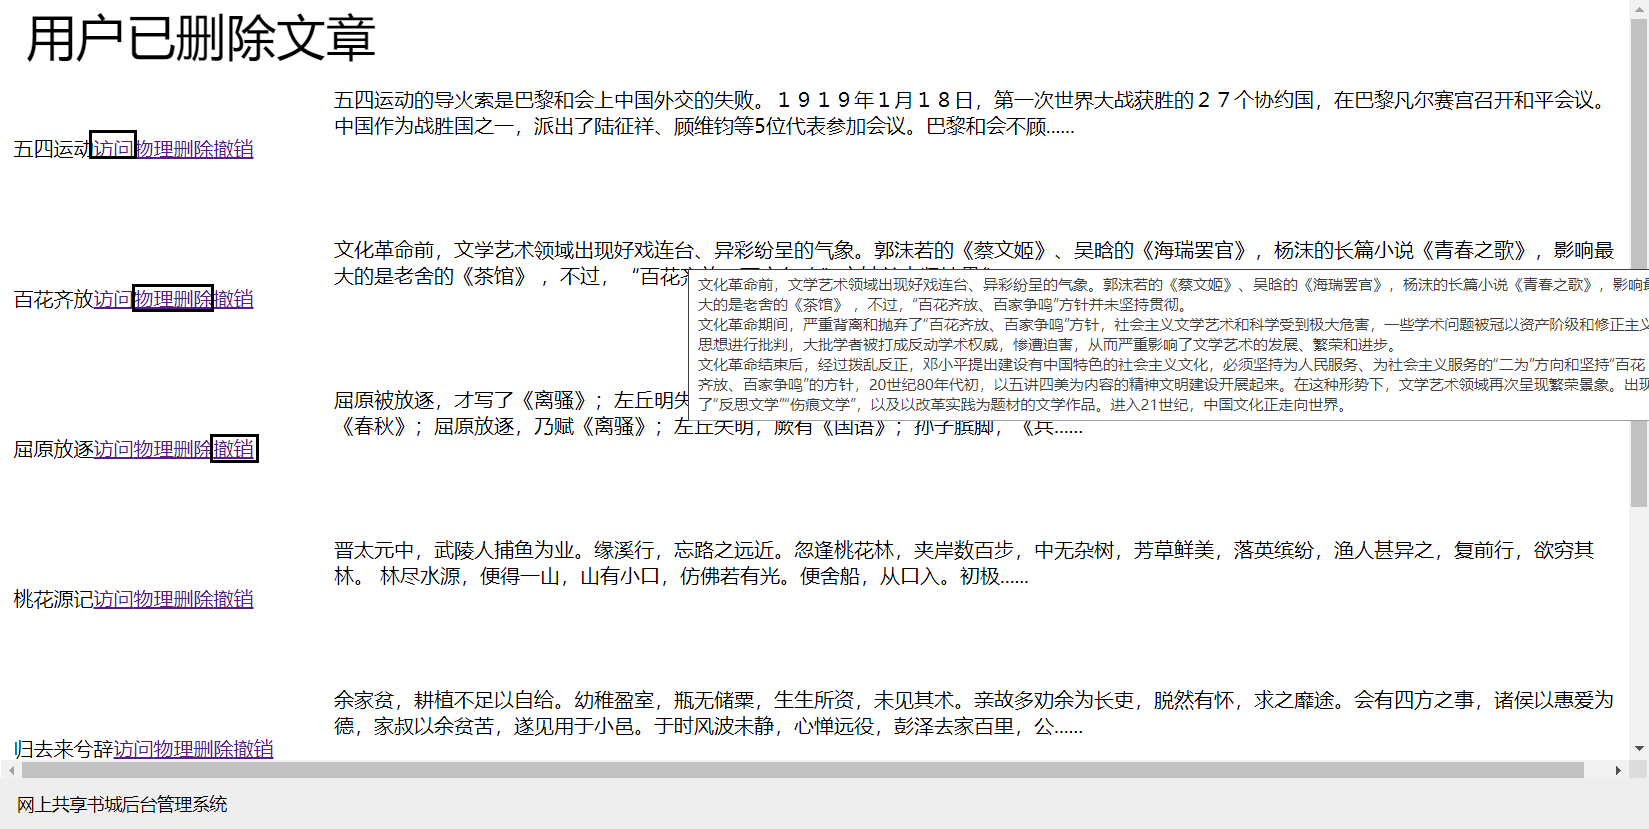 用户已删除文章
五四运动的导火索是巴黎和会上中国外交的失败。１９１９年１月１８日，第一次世界大战获胜的２７个协约国，在巴黎凡尔赛宫召开和平会议。
中国作为战胜国之一，派出了陆征祥、顾维钧等5位代表参加会议。巴黎和会不顾......
五四运动访问物理删除撤销
文化革命前，文学艺术领域出现好戏连台、异彩纷呈的气象。郭沫若的《蔡文姬》、吴晗的《海瑞罢官》，杨沫的长篇小说《青春之歌》，影响最
大的是老舍的《茶馆》 ，不过，“百花
百花齐放访问物理删除撤销
文化革命前，文学艺术领域出现好戏连台、异彩纷呈的气象。郭沫若的《蔡文姬》、吴晗的《海瑞罢官》，杨沫的长篇小说《青春之歌》，影响
大的是老舍的《茶馆》 ，不过，“百花齐放、百家争鸣”方针并未坚持贯彻。
文化革命期间，严重背离和抛弃了“百花齐放、百家争鸣”方针，社会主义文学艺术和科学受到极大危害，一些学术问题被冠以资产阶级和修正主义
思想进行批判，大批学者被打成反动学术权威，惨遭迫害，从而严重影响了文学艺术的发展、繁荣和进步。
文化革命结束后，经过拨乱反正，邓小平提出建设有中国特色的社会主义文化，必须坚持为人民服务、为社会主义服务的“二为”方向和坚持“百花
齐放、百家争鸣”的方针，20世纪80年代初，以五讲四美为内容的精神文明建设开展起来。在这种形势下，文学艺术领域再次呈现繁荣景象。出现
了“反思文学”“伤痕文学”，以及以改革实践为题材的文学作品。进入21世纪，中国文化正走向世界。
屈原被放逐，才写了《离骚》；左丘明失
《春秋》；屈原放逐，乃赋《离骚》；左丘失明，厥有《国语》；孙子膑脚，《兵......
屈原放逐访问物理删除撤销
晋太元中，武陵人捕鱼为业。缘溪行，忘路之远近。忽逢桃花林，夹岸数百步，中无杂树，芳草鲜美，落英缤纷，渔人甚异之，复前行，欲穷其
林。 林尽水源，便得一山，山有小口，仿佛若有光。便舍船，从口入。初极......
桃花源记访问物理删除撤销
余家贫，耕植不足以自给。幼稚盈室，瓶无储粟，生生所资，未见其术。亲故多劝余为长吏，脱然有怀，求之靡途。会有四方之事，诸侯以惠爱为
德，家叔以余贫苦，遂见用于小邑。于时风波未静，心惮远役，彭泽去家百里，公......
归去来兮辞访问物理删除撤销
网上共享书城后台管理系统